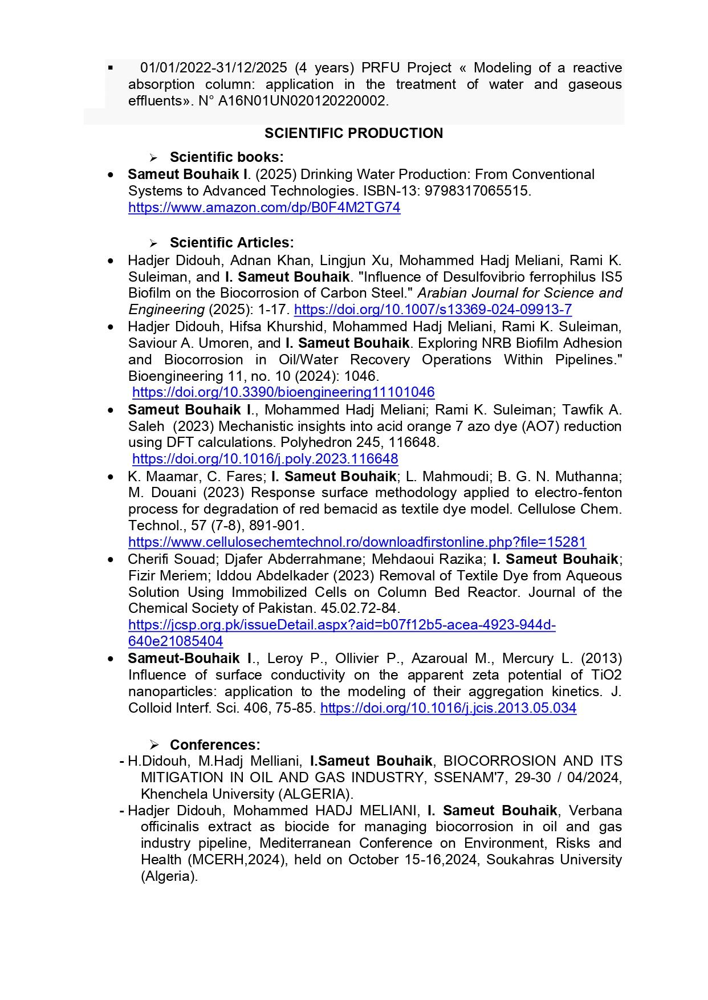 ▪ 01/01/2022-31/12/2025 (4 years) PRFU Project « Modeling of a reactive
absorption column: application in the treatment of water and gaseous
effluents». N° A16N01UN020120220002.
SCIENTIFIC PRODUCTION
➢ Scientific books:
• Sameut Bouhaik I. (2025) Drinking Water Production: From Conventional
Systems to Advanced Technologies. ISBN-13: 9798317065515.
https://www.amazon.com/dp/B0F4M2TG74
➢ Scientific Articles:
• Hadjer Didouh, Adnan Khan, Lingjun Xu, Mohammed Hadj Meliani, Rami K.
Suleiman, and I. Sameut Bouhaik. "Influence of Desulfovibrio ferrophilus IS5
Biofilm on the Biocorrosion of Carbon Steel." Arabian Journal for Science and
Engineering (2025): 1-17. https://doi.org/10.1007/s13369-024-09913-7
• Hadjer Didouh, Hifsa Khurshid, Mohammed Hadj Meliani, Rami K. Suleiman,
Saviour A. Umoren, and I. Sameut Bouhaik. Exploring NRB Biofilm Adhesion
and Biocorrosion in Oil/Water Recovery Operations Within Pipelines."
Bioengineering 11, no. 10 (2024): 1046.
https://doi.org/10.3390/bioengineering11101046
• Sameut Bouhaik I., Mohammed Hadj Meliani; Rami K. Suleiman; Tawfik A.
Saleh (2023) Mechanistic insights into acid orange 7 azo dye (AO7) reduction
using DFT calculations. Polyhedron 245, 116648.
https://doi.org/10.1016/j.poly.2023.116648
• K. Maamar, C. Fares; I. Sameut Bouhaik; L. Mahmoudi; B. G. N. Muthanna;
M. Douani (2023) Response surface methodology applied to electro-fenton
process for degradation of red bemacid as textile dye model. Cellulose Chem.
Technol., 57 (7-8), 891-901.
https://www.cellulosechemtechnol.ro/downloadfirstonline.php?file=15281
• Cherifi Souad; Djafer Abderrahmane; Mehdaoui Razika; I. Sameut Bouhaik;
Fizir Meriem; Iddou Abdelkader (2023) Removal of Textile Dye from Aqueous
Solution Using Immobilized Cells on Column Bed Reactor. Journal of the
Chemical Society of Pakistan. 45.02.72-84.
https://jcsp.org.pk/issueDetail.aspx?aid=b07f12b5-acea-4923-944d-
640e21085404
• Sameut-Bouhaik I., Leroy P., Ollivier P., Azaroual M., Mercury L. (2013)
Influence of surface conductivity on the apparent zeta potential of TiO2
nanoparticles: application to the modeling of their aggregation kinetics. J.
Colloid Interf. Sci. 406, 75-85. https://doi.org/10.1016/j.jcis.2013.05.034
➢ Conferences:
- H.Didouh, M.Hadj Melliani, I.Sameut Bouhaik, BIOCORROSION AND ITS
MITIGATION IN OIL AND GAS INDUSTRY, SSENAM'7, 29-30 / 04/2024,
Khenchela University (ALGERIA).
- Hadjer Didouh, Mohammed HADJ MELIANI, I. Sameut Bouhaik, Verbana
officinalis extract as biocide for managing biocorrosion in oil and gas
industry pipeline, Mediterranean Conference on Environment, Risks and
Health (MCERH,2024), held on October 15-16,2024, Soukahras University
(Algeria).